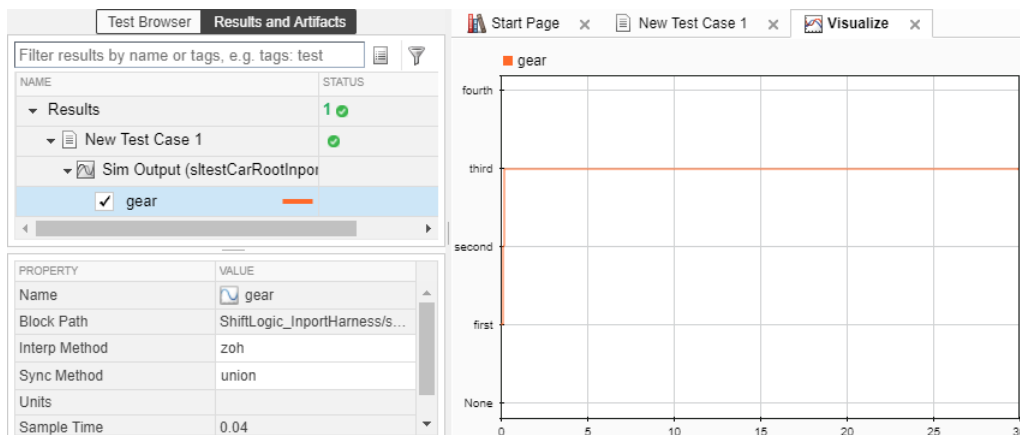 Test Browser
Results and Artifacts
Filter results by name or tags, e.g. tags: test
NAME
STATUS
Results
1
New Test Case 1
Sim Output (sltestCarRootInpor
gear
PROPERTY
VALUE
Name
gear
Block Path
ShiftLogic_InportHarness/s...
Interp Method
zoh
Sync Method
union
Units
Sample Time
0.04
Start Page
New Test Case 1
Visualize
gear
fourth
third
second
first
None
0
5
10
15
20
25
30